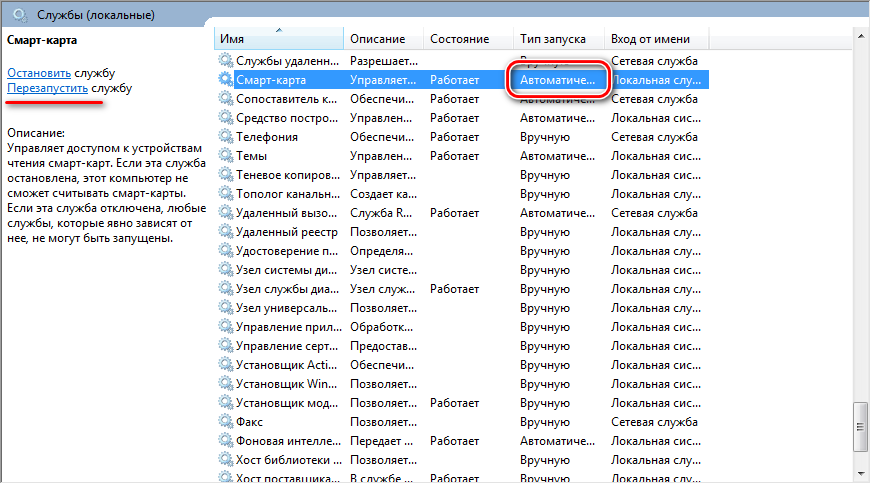 Службы (локальные)
Смарт-карта
Остановить службу
Перезапустить службу
Описание:
Управляет доступом к устройствам
чтения смарт-карт. Если эта служба
остановлена, этот компьютер не
сможет считывать смарт-карты.
Если эта служба отключена, любые
службы, которые явно зависят от
нее, не могут быть запущены.
Имя Описание Состояние Тип запуска Вход от имени
Службы удаленн... Разрешает... Вручную Сетевая служба
Смарт-карта Управляет... Работает Автоматиче... Локальная слу...
Сопоставитель к... Обеспечи... Работает Автоматиче... Сетевая служба
Средство постро... Управлен... Работает Автоматиче... Локальная сис...
Телефония Обеспечи... Работает Вручную Сетевая служба
Темы Управлен... Работает Автоматиче... Локальная сис...
Теневое копиров... Управляет... Вручную Локальная сис...
Тополог канальн... Создает ка... Вручную Локальная слу...
Удаленный вызо... Служба R... Работает Автоматиче... Сетевая служба
Удаленный реестр Позволяет... Вручную Локальная слу...
Удостоверение п... Определя... Вручную Локальная слу...
Узел системы ди... Узел систе... Вручную Локальная сис...
Узел службы диа... Узел служ... Работает Вручную Локальная слу...
Узел универсаль... Позволяет... Вручную Локальная слу...
Управление прил... Обработк... Вручную Локальная сис...
Управление серт... Предостав... Вручную Локальная сис...
Установщик Acti... Обеспечи... Вручную Локальная сис...
Установщик Win... Позволяет... Вручную Локальная сис...
Установщик мод... Позволяет... Работает Вручную Локальная сис...
Факс Позволяет... Вручную Сетевая служба
Фоновая интелле... Передает ... Работает Автоматиче... Локальная сис...
Хост библиотеки ... Позволяет... Вручную Локальная слу...
Хост поставщика... В службе ... Работает Вручную Локальная слу...